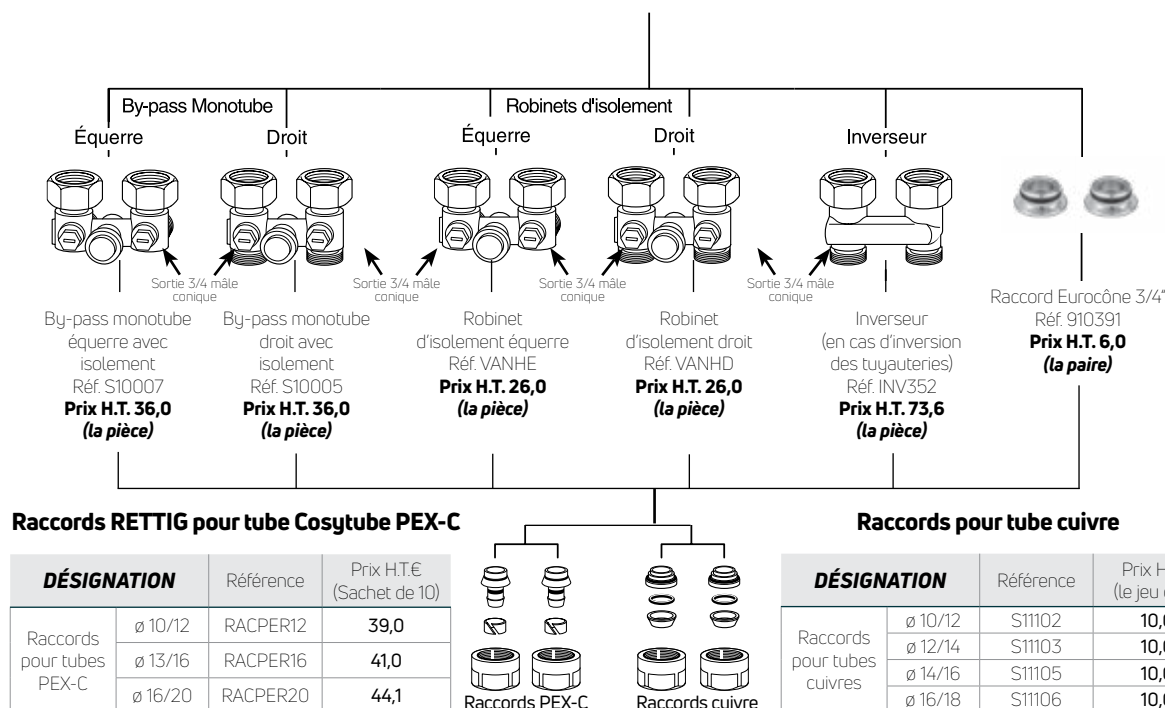 By-pass Monotube
Robinets d'isolement
Équerre
Droit
Équerre
Droit
Inverseur
Sortie 3/4 mâle
conique
Sortie 3/4 mâle
conique
Sortie 3/4 mâle
conique
Sortie 3/4 mâle
conique
By-pass monotube
équerre avec
isolement
Réf. S10007
Prix H.T. 36,0
(la pièce)
By-pass monotube
droit avec
isolement
Réf. S10005
Prix H.T. 36,0
(la pièce)
Robinet
d'isolement équerre
Réf. VANHE
Prix H.T. 26,0
(la pièce)
Robinet
d'isolement droit
Réf. VANHD
Prix H.T. 26,0
(la pièce)
Inverseur
(en cas d'inversion
des tuyauteries)
Réf. INV352
Prix H.T. 73,6
(la pièce)
Raccord Eurocône 3/4"
Réf. 910391
Prix H.T. 6,0
(la paire)
Raccords RETTIG pour tube Cosytube PEX-C
DÉSIGNATION Référence Prix H.T.€
(Sachet de 10)
Raccords
pour tubes
PEX-C
ø 10/12 RACPER12 39,0
ø 13/16 RACPER16 41,0
ø 16/20 RACPER20 44,1
Raccords PEX-C
Raccords cuivre
Raccords pour tube cuivre
DÉSIGNATION Référence Prix H
(le jeu
Raccords
pour tubes
cuivres
ø 10/12 S11102 10,
ø 12/14 S11103 10,
ø 14/16 S11105 10,
ø 16/18 S11106 10,